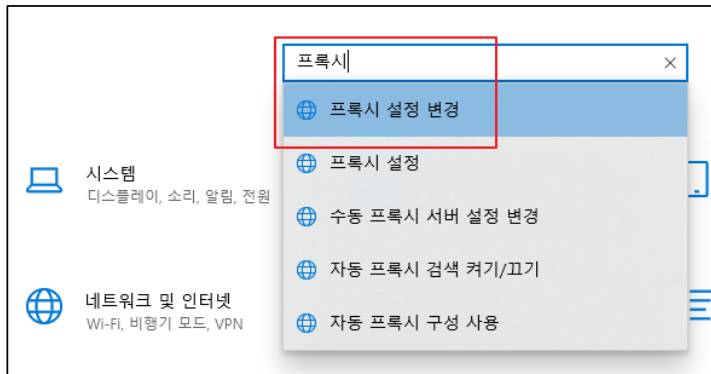 프록시
프록시 설정 변경
프록시 설정
수동 프록시 서버 설정 변경
자동 프록시 검색 켜기/끄기
자동 프록시 구성 사용
시스템
디스플레이, 소리, 알림, 전원
네트워크 및 인터넷
Wi-Fi, 비행기 모드, VPN